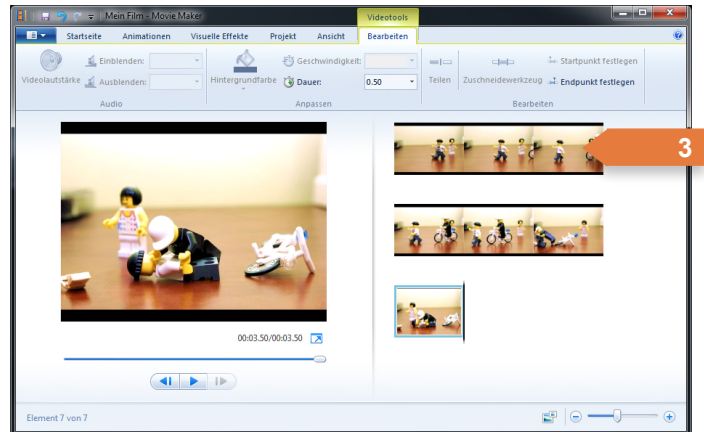 Mein Film - Movie Maker
Videotools
Startseite Animationen Visuelle Effekte Projekt Ansicht Bearbeiten
Einblenden: Geschwindigkeit: Startpunkt festlegen
Videolautstärke Ausblenden: Hintergrundfarbe Dauer: 0.50 Teilen Zuschneidewerkzeug Endpunkt festlegen
Audio Anpassen Bearbeiten
3
00:03.50/00:03.50
Element 7 von 7